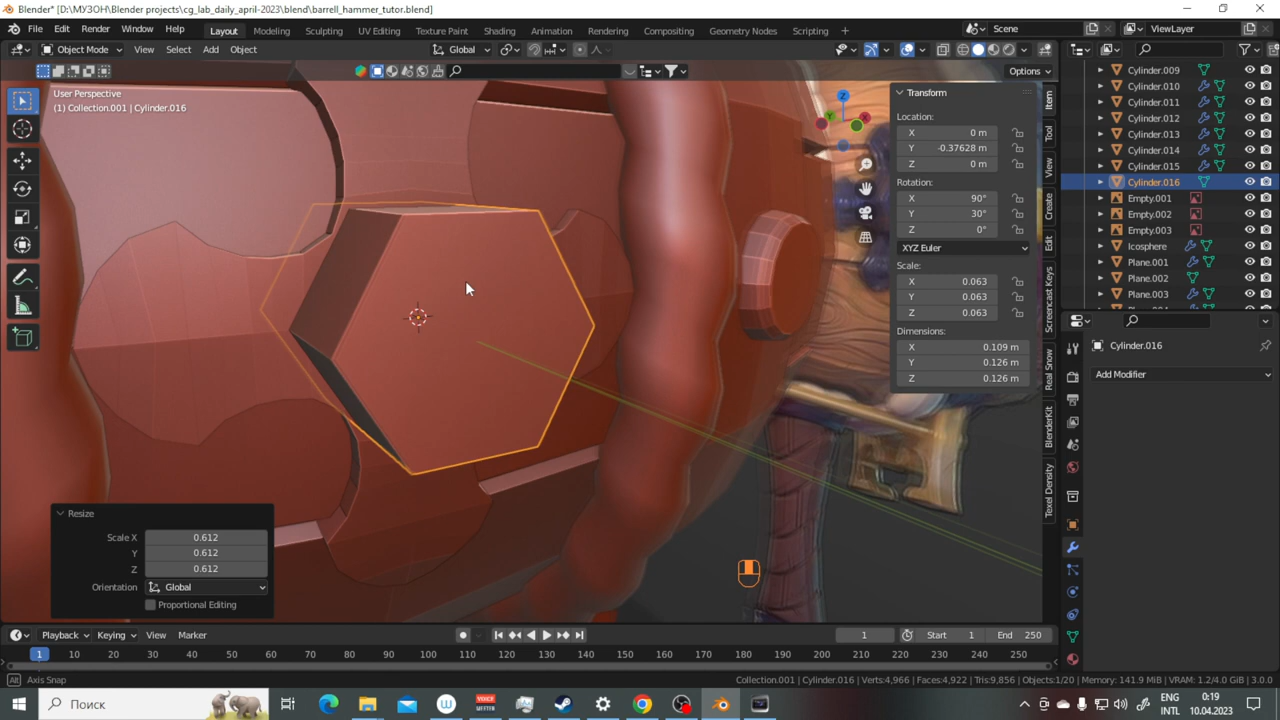 Blender* [D:\МУЗОН\Blender projects\cg_lab_daily_april-2023\blend\barrell_hammer_tutor.blend]
File Edit Render Window Help Layout Modeling Sculpting UV Editing Texture Paint Shading Animation Rendering Compositing Geometry Nodes Scripting + Scene ViewLayer
Object Mode View Select Add Object Global
Options
User Perspective
(1) Collection.001 | Cylinder.016
Transform
Location:
X 0 m
Y -0.37628 m
Z 0 m
Rotation:
X 90°
Y 30°
Z 0°
XYZ Euler
Scale:
X 0.063
Y 0.063
Z 0.063
Dimensions:
X 0.109 m
Y 0.126 m
Z 0.126 m
Item
Tool
View
Create
Edit
Screencast Keys
Real Snow
BlenderKit
Texel Density
Cylinder.009
Cylinder.010
Cylinder.011
Cylinder.012
Cylinder.013
Cylinder.014
Cylinder.015
Cylinder.016
Empty.001
Empty.002
Empty.003
Icosphere
Plane.001
Plane.002
Plane.003
Cylinder.016
Add Modifier
Resize
Scale X 0.612
Y 0.612
Z 0.612
Orientation Global
Proportional Editing
Playback Keying View Marker 1 Start 1 End 250
1 10 20 30 40 50 60 70 80 90 100 110 120 130 140 150 160 170 180 190 200 210 220 230 240 250
Alt Axis Snap
Collection.001 | Cylinder.016 | Verts:4,966 | Faces:4,922 | Tris:9,856 | Objects:1/20 | Memory: 141.9 MiB | VRAM: 1.2/4.0 GiB | 3.0.0
Поиск
ENG
INTL
0:19
10.04.2023